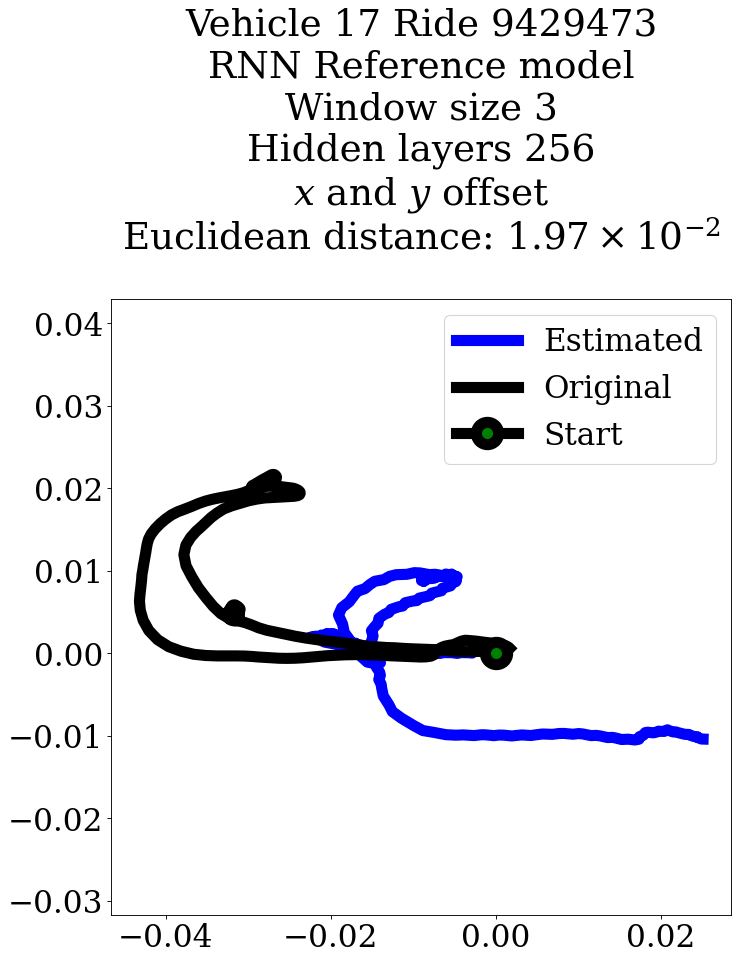 Vehicle 17 Ride 9429473
RNN Reference model
Window size 3
Hidden layers 256
x and y offset
Euclidean distance: 1.97 × 10⁻²
Estimated
Original
Start
0.04
0.03
0.02
0.01
0.00
−0.01
−0.02
−0.03
−0.04 −0.02 0.00 0.02